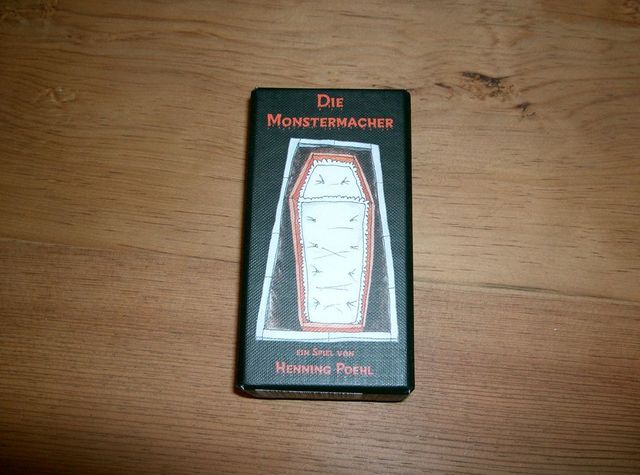 Die
Monstermacher
ein Spiel von
Henning Poehl